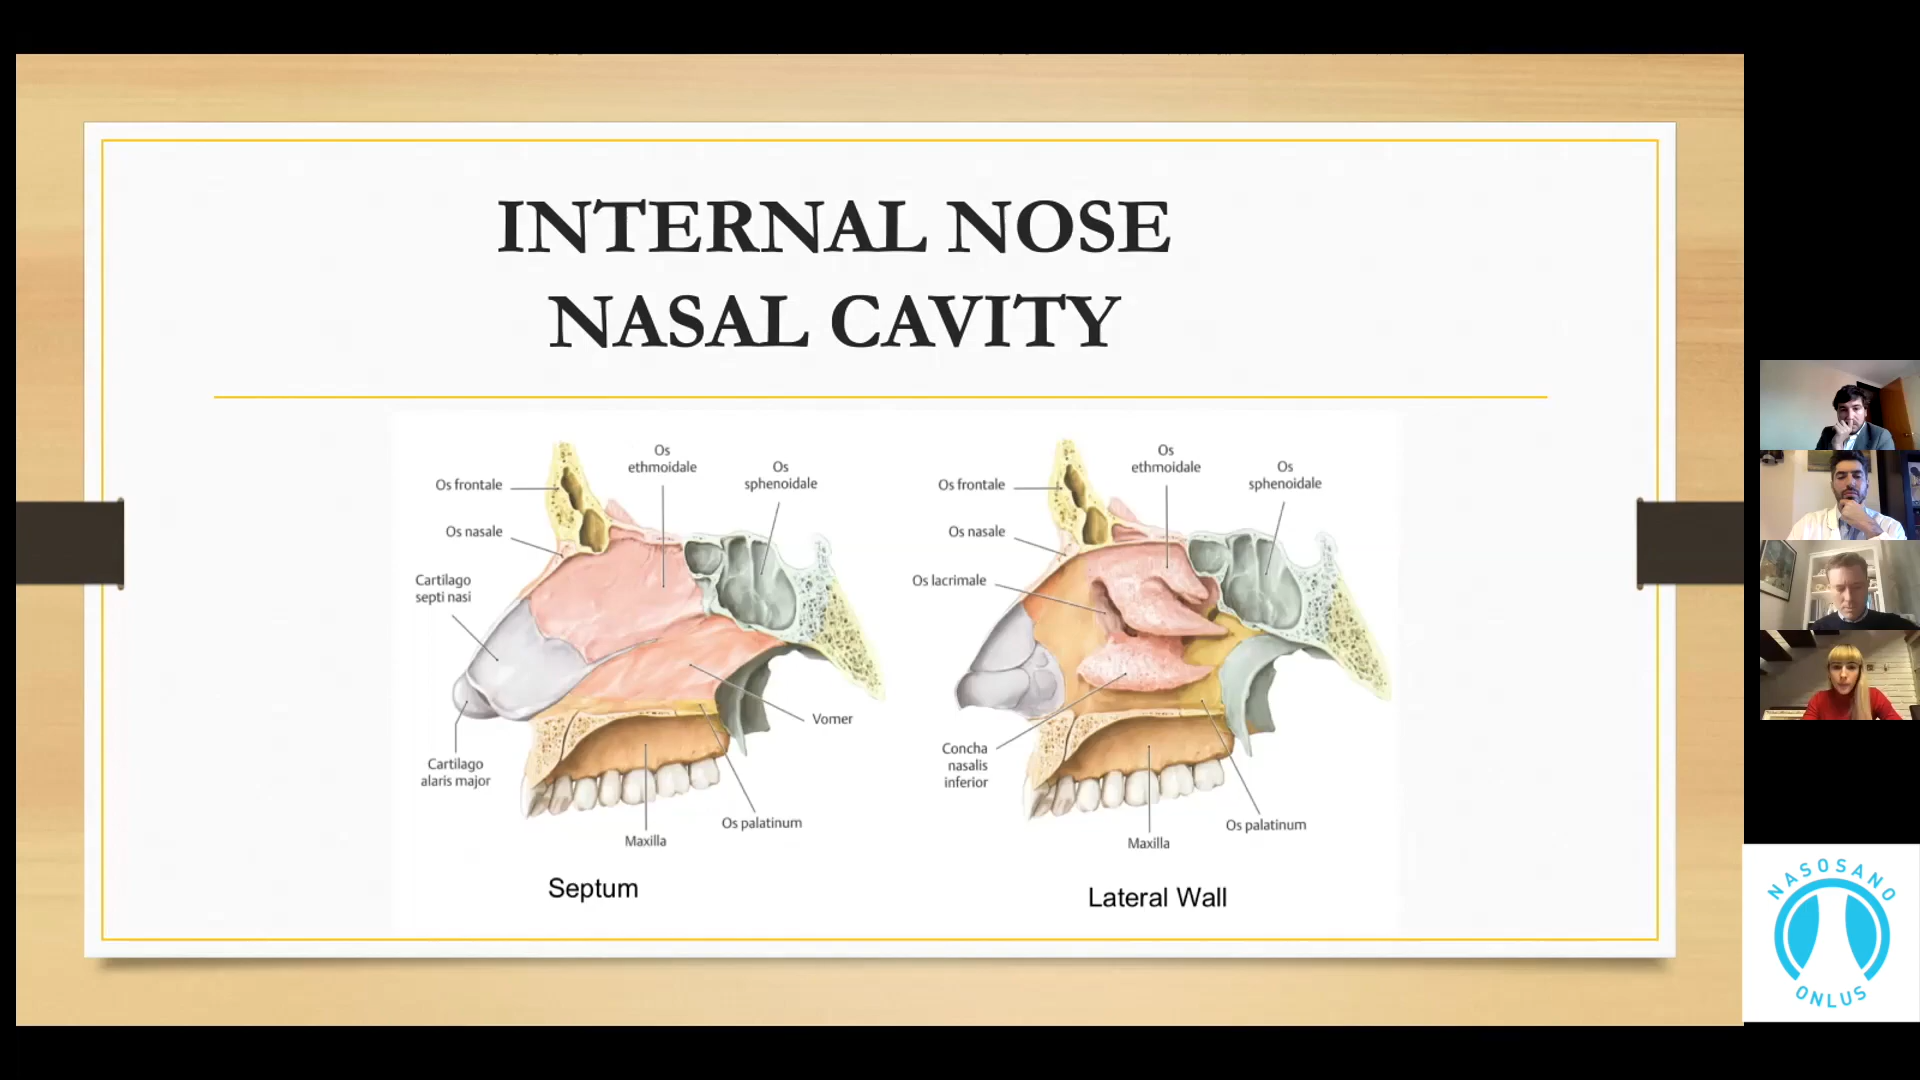 INTERNAL NOSE
NASAL CAVITY
Os frontale
Os nasale
Cartilago
septi nasi
Cartilago
alaris major
Os
ethmoidale
Os
sphenoidale
Vomer
Os palatinum
Maxilla
Septum
Os frontale
Os nasale
Os lacrimale
Concha
nasalis
inferior
Os
ethmoidale
Os
sphenoidale
Os palatinum
Maxilla
Lateral Wall
NASOSANO
ONLUS